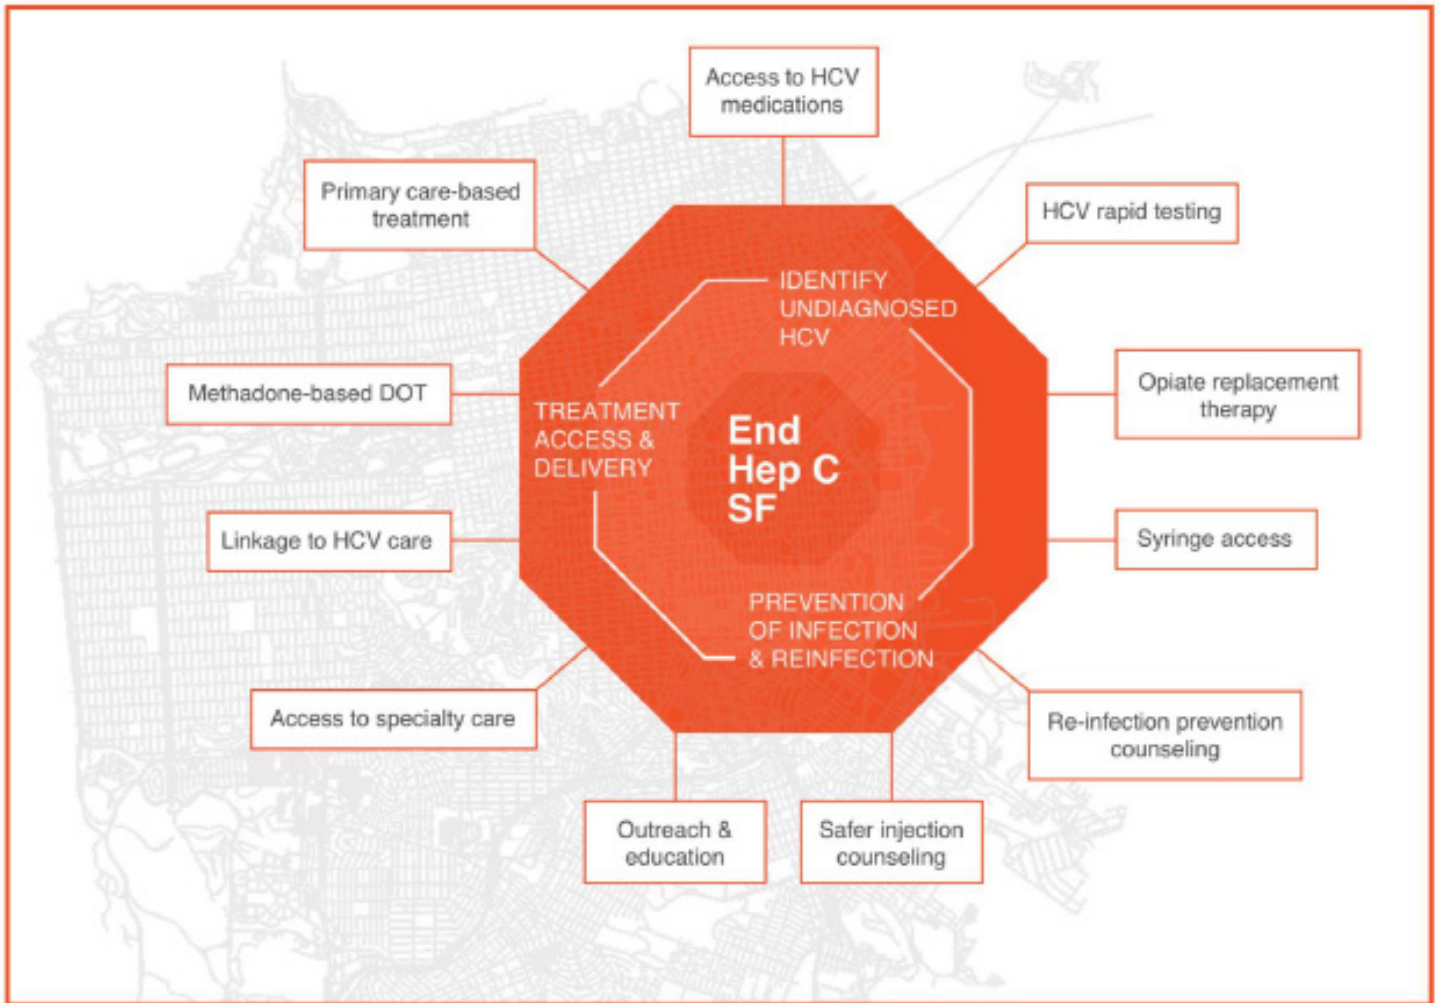 Access to HCV
medications
Primary care-based
treatment
HCV rapid testing
IDENTIFY
UNDIAGNOSED
HCV
Methadone-based DOT
Opiate replacement
therapy
TREATMENT
ACCESS &
DELIVERY
End
Hep C
SF
Linkage to HCV care
Syringe access
PREVENTION
OF INFECTION
& REINFECTION
Access to specialty care
Re-infection prevention
counseling
Outreach &
education
Safer injection
counseling